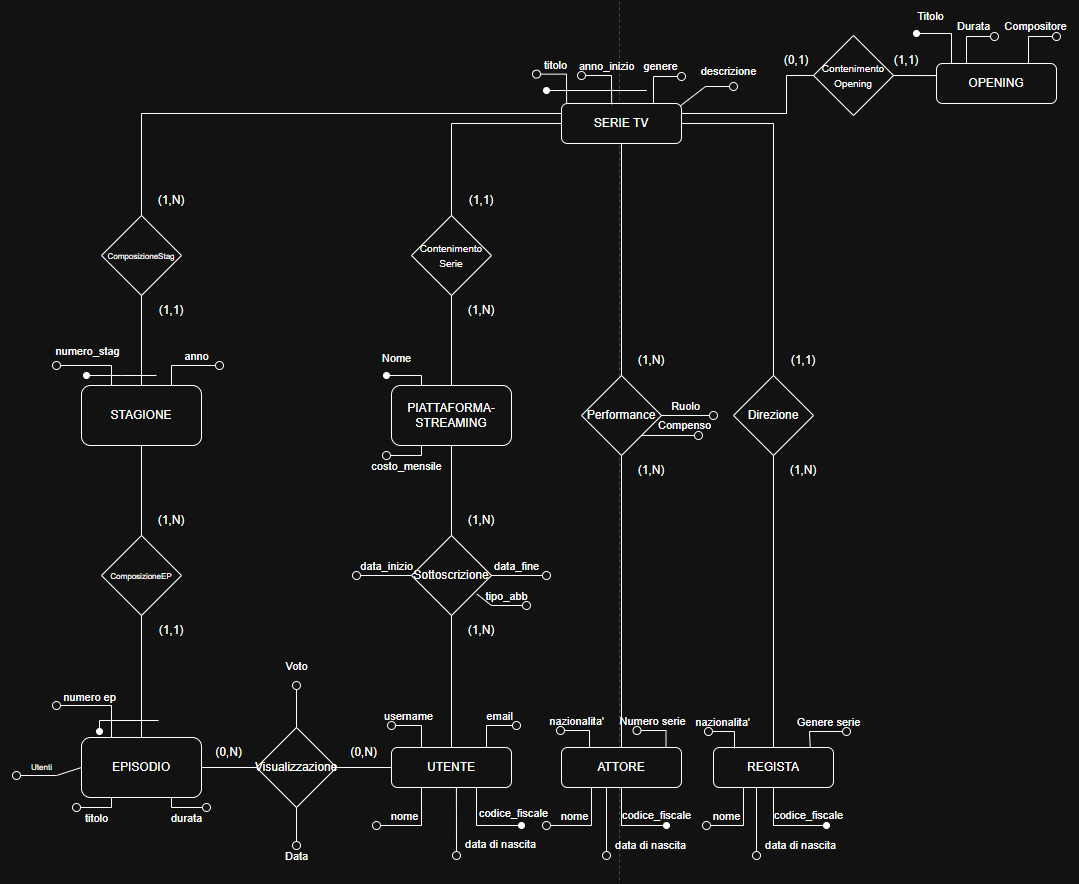 Titolo
Durata
Compositore
(0,1)
Contenimento
Opening
(1,1)
OPENING
titolo
anno_inizio
genere
descrizione
SERIE TV
(1,N)
(1,1)
ComposizioneStag
Contenimento
Serie
(1,1)
(1,N)
numero_stag
anno
Nome
(1,N)
(1,1)
STAGIONE
PIATTAFORMA-
STREAMING
Performance
Ruolo
Compenso
Direzione
costo_mensile
(1,N)
(1,N)
(1,N)
(1,N)
ComposizioneEP
data_inizio
Sottoscrizione
data_fine
tipo_abb
(1,1)
(1,N)
Voto
numero ep
username
email
nazionalita'
Numero serie
nazionalita'
Genere serie
Utenti
EPISODIO
(0,N)
Visualizzazione
(0,N)
UTENTE
ATTORE
REGISTA
titolo
durata
nome
codice_fiscale
nome
codice_fiscale
nome
codice_fiscale
data di nascita
data di nascita
data di nascita
Data